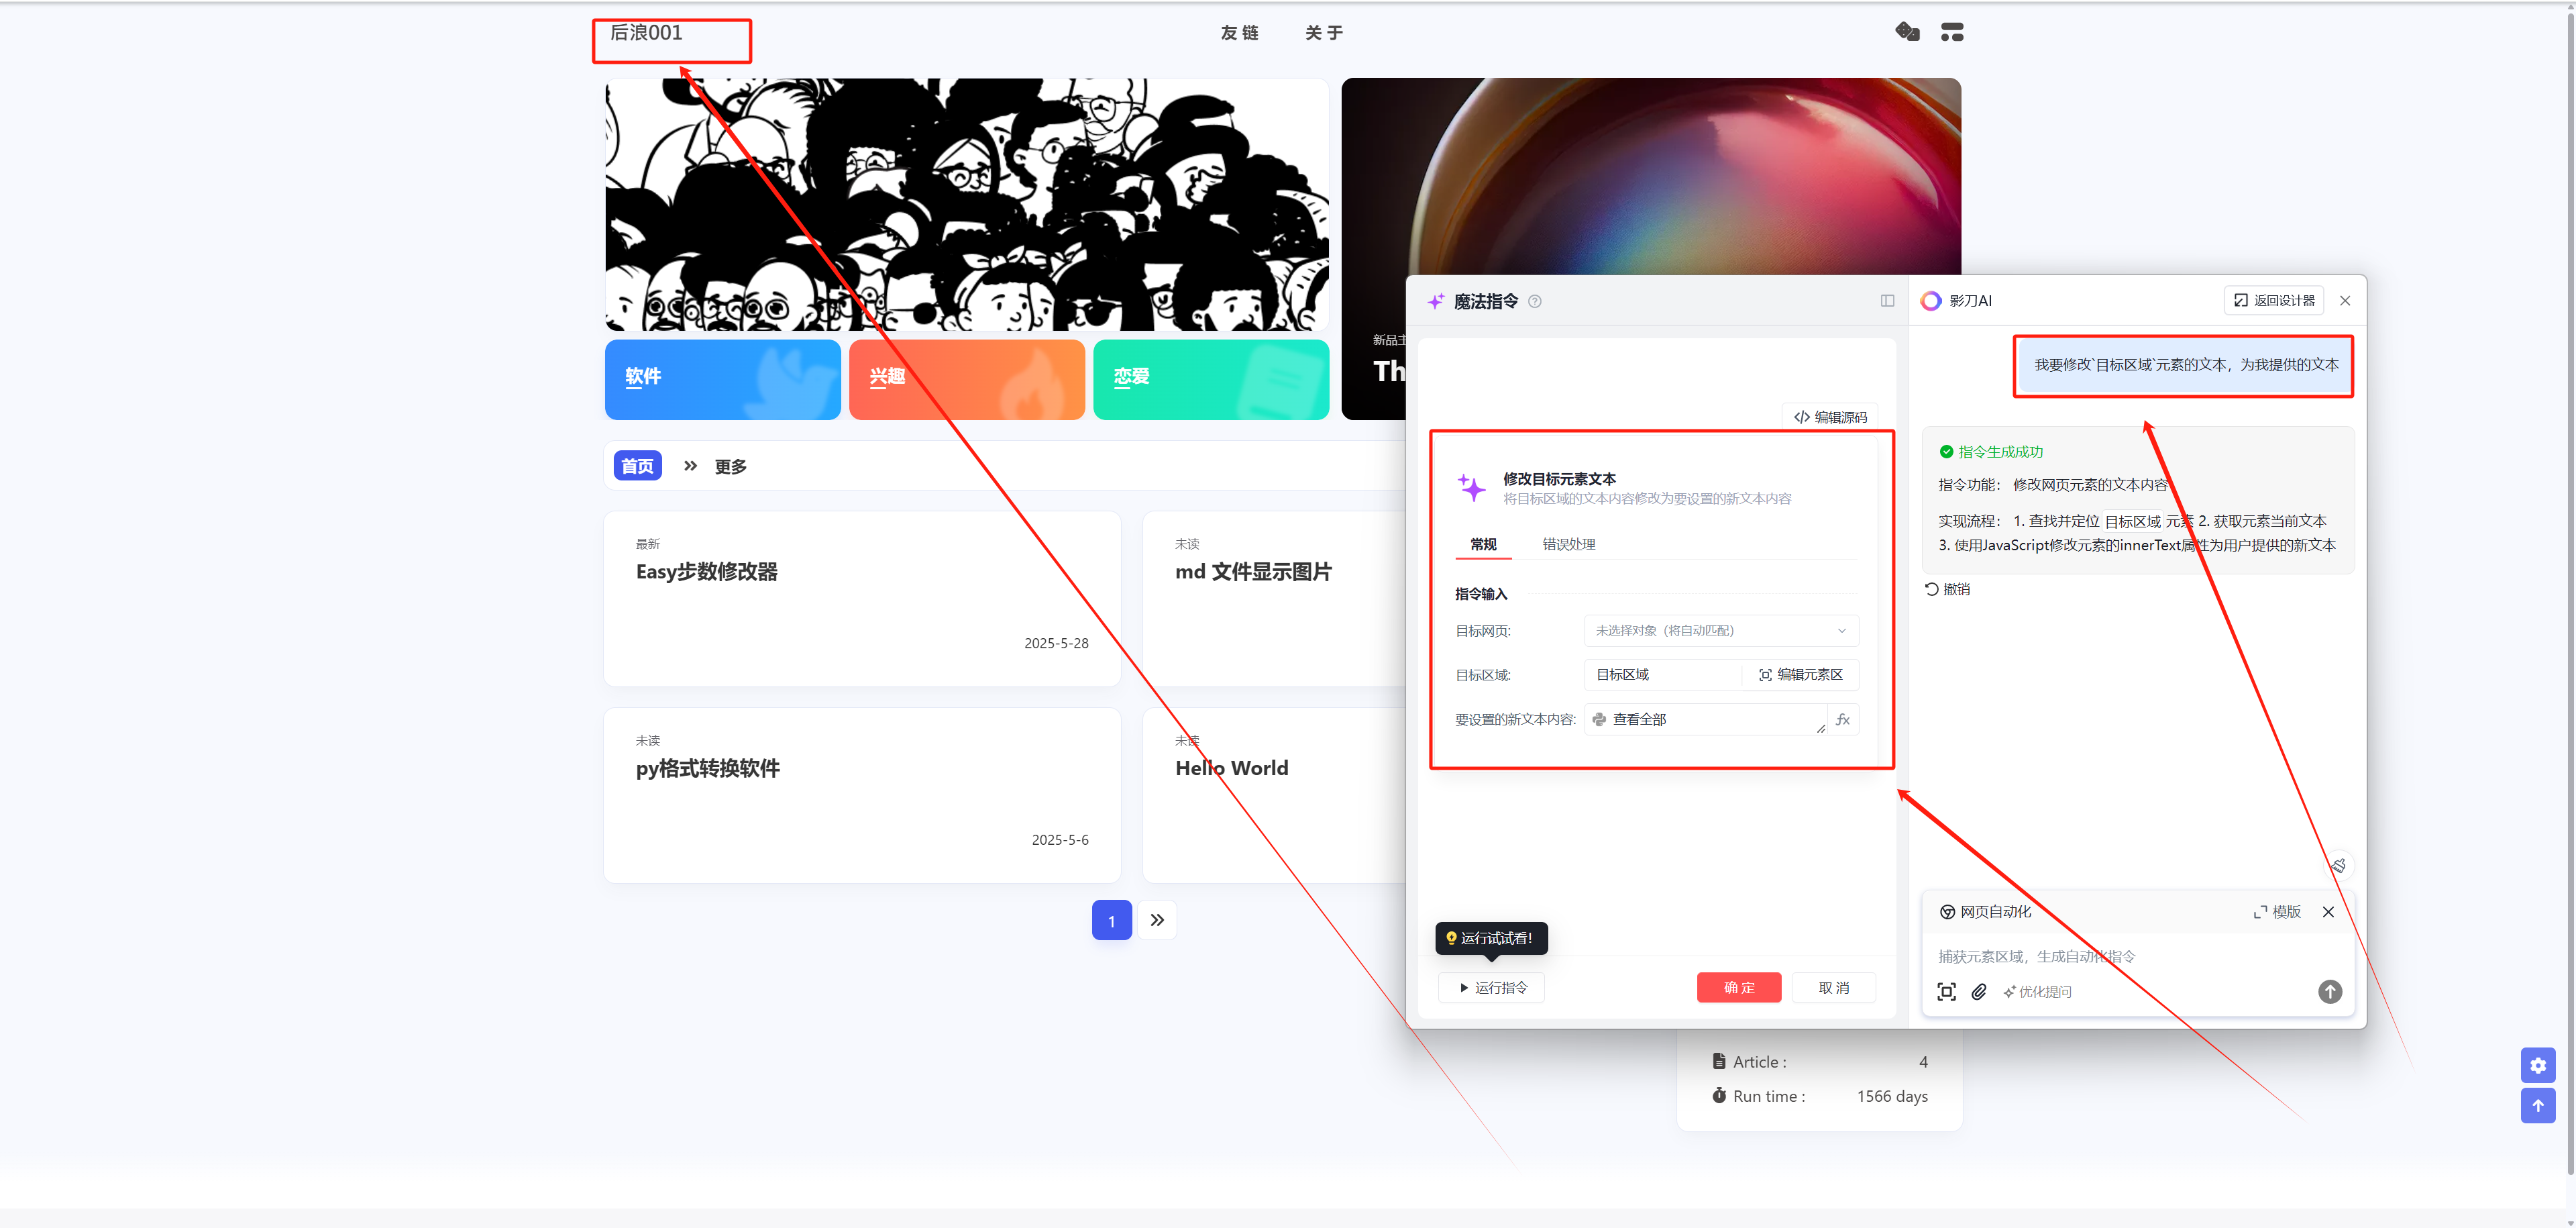 后浪001
友链
关于
新品主
Th
软件
兴趣
恋爱
首页
更多
最新
Easy步数修改器
2025-5-28
未读
md 文件显示图片
未读
py格式转换软件
2025-5-6
未读
Hello World
1
魔法指令
编辑源码
修改目标元素文本
将目标区域的文本内容修改为要设置的新文本内容
常规
错误处理
指令输入
目标网页:
未选择对象（将自动匹配）
目标区域:
目标区域
编辑元素区
要设置的新文本内容:
查看全部
fx
运行试试看!
运行指令
确定
取消
影刀AI
返回设计器
我要修改`目标区域`元素的文本，为我提供的文本
指令生成成功
指令功能： 修改网页元素的文本内容
实现流程： 1. 查找并定位 目标区域 元素 2. 获取元素当前文本
3. 使用JavaScript修改元素的innerText属性为用户提供的新文本
撤销
网页自动化
模版
捕获元素区域，生成自动化指令
优化提问
Article :
4
Run time :
1566 days